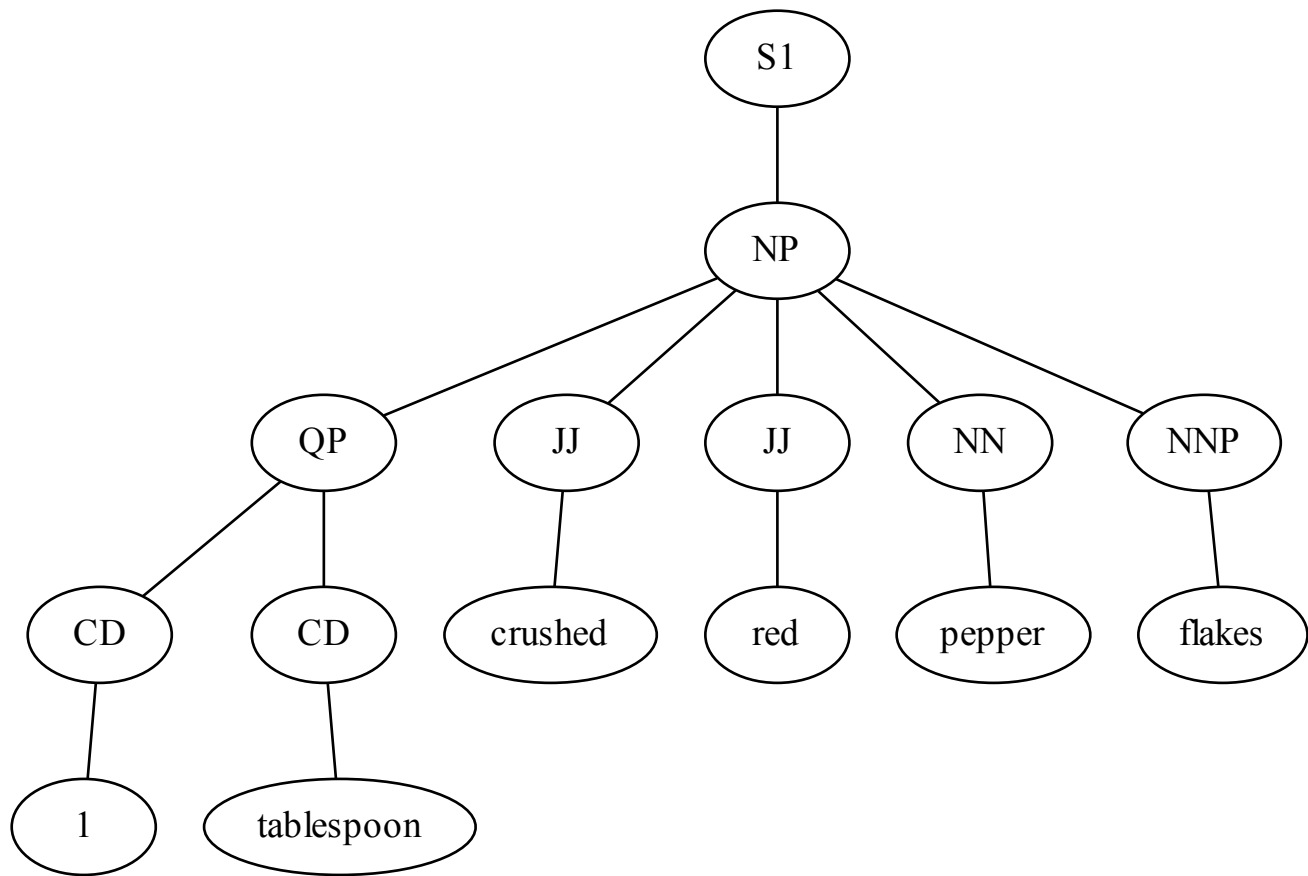 S1
NP
QP JJ JJ NN NNP
CD CD crushed red pepper flakes
1 tablespoon